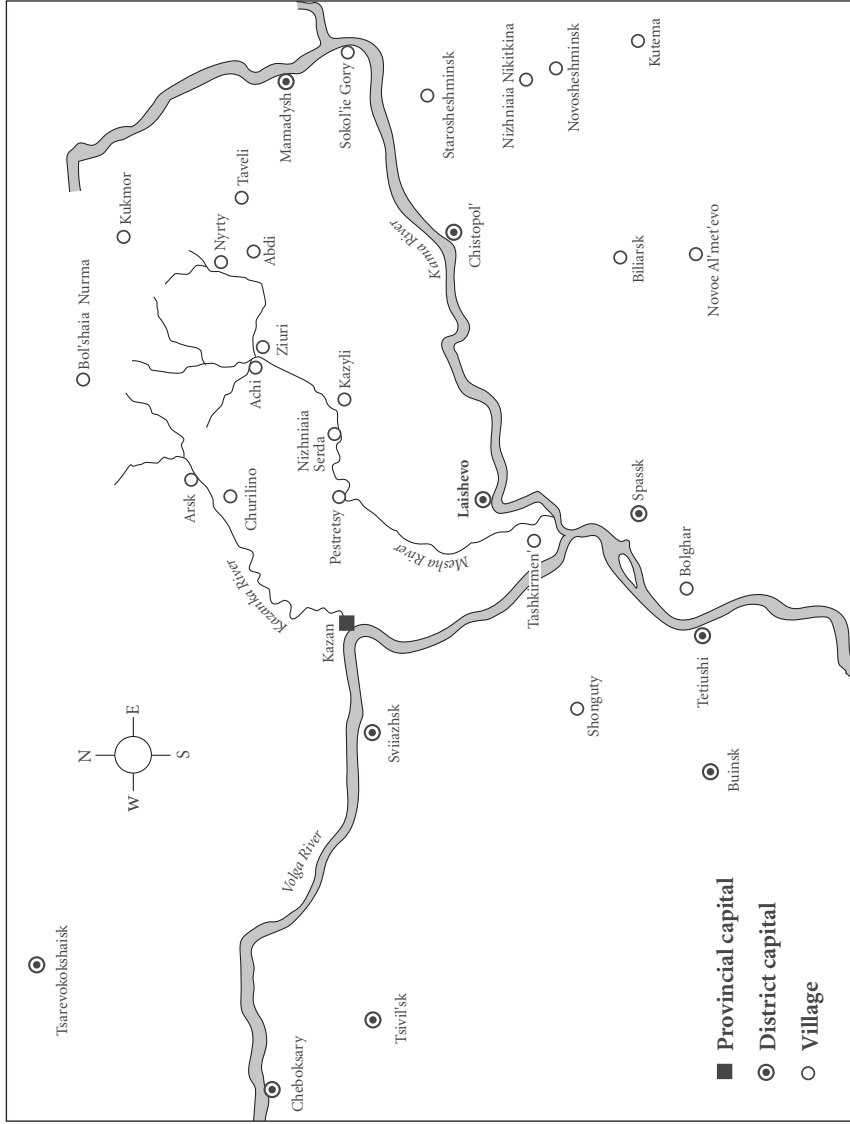 Tsarevokokshaisk
Cheboksary
Tsivil'sk
Volga River
N
W
E
S
Sviiazhsk
Kazan
Kazanka River
Arsk
Churilino
Bol'shaia Nurma
Kukmor
Nyrty
Abdi
Taveli
Achi
Ziuri
Nizhniaia
Serda
Kazyli
Pestretsy
Mesha River
Mamadysh
Sokol'ie Gory
Kama River
Chistopol'
Laishevo
Tashkirmen'
Starosheshminsk
Nizhniaia Nikitkina
Novosheshminsk
Kutema
Biliarsk
Novoe Al'met'evo
Spassk
Bolghar
Tetiushi
Shonguty
Buinsk
Provincial capital
District capital
Village